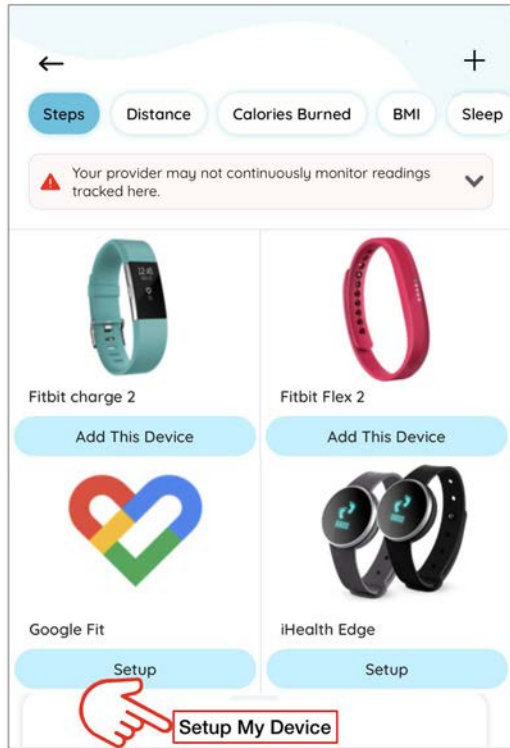 Steps Distance Calories Burned BMI Sleep
Your provider may not continuously monitor readings
tracked here.
Fitbit charge 2 Fitbit Flex 2
Add This Device Add This Device
Google Fit iHealth Edge
Setup Setup
Setup My Device